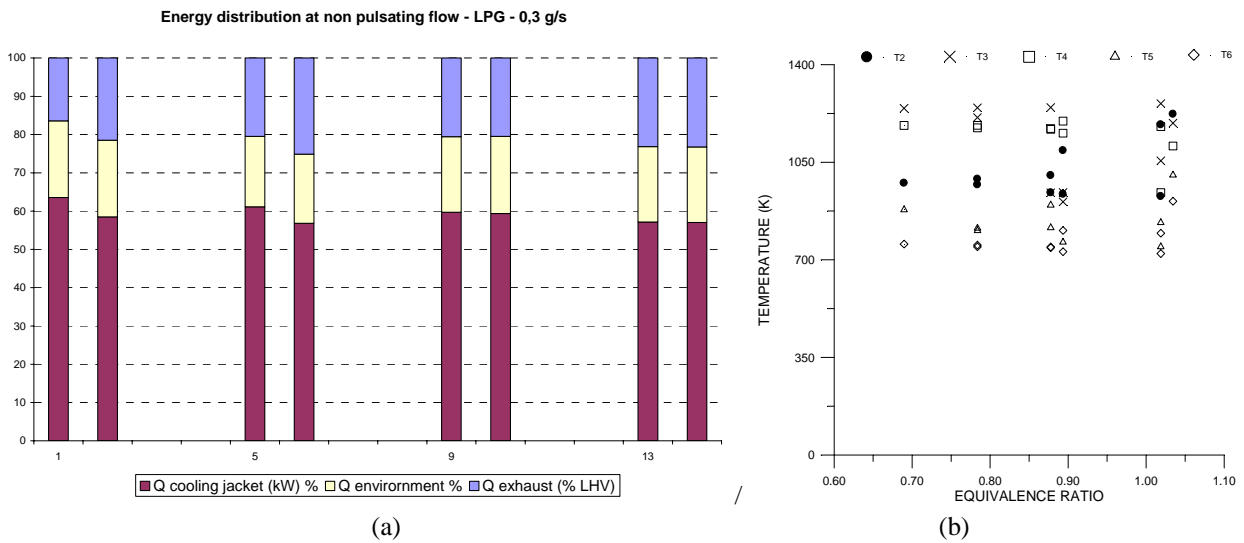 Energy distribution at non pulsating flow - LPG - 0,3 g/s
100
90
80
70
60
50
40
30
20
10
0
1 5 9 13
Q cooling jacket (kW) % Q envirornment % Q exhaust (% LHV)
(a)
/
T2 T3 T4 T5 T6
1400
1050
700
350
0
TEMPERATURE (K)
0.60 0.70 0.80 0.90 1.00 1.10
EQUIVALENCE RATIO
(b)